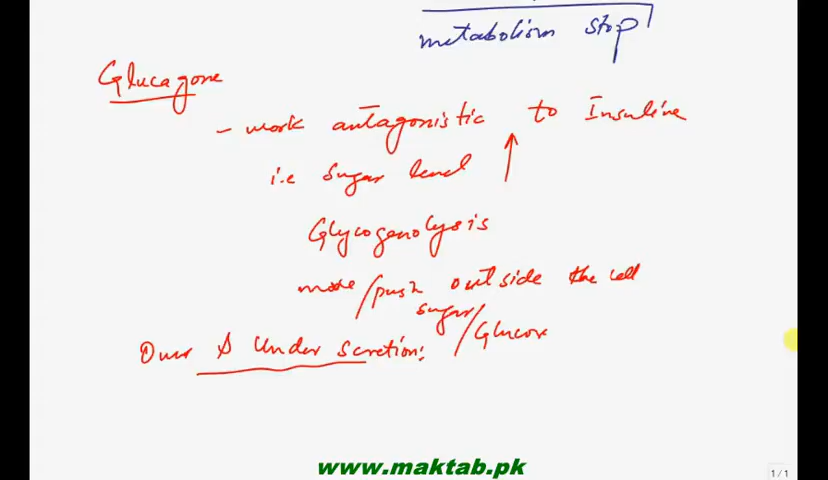 metabolism stop
Glucagone
- work antagonistic to Insuline
i.e Sugar level ↑
Glycogenolysis
move/push outside the cell
sugar/Glucose
Over & Under Scretion:
www.maktab.pk
1/1